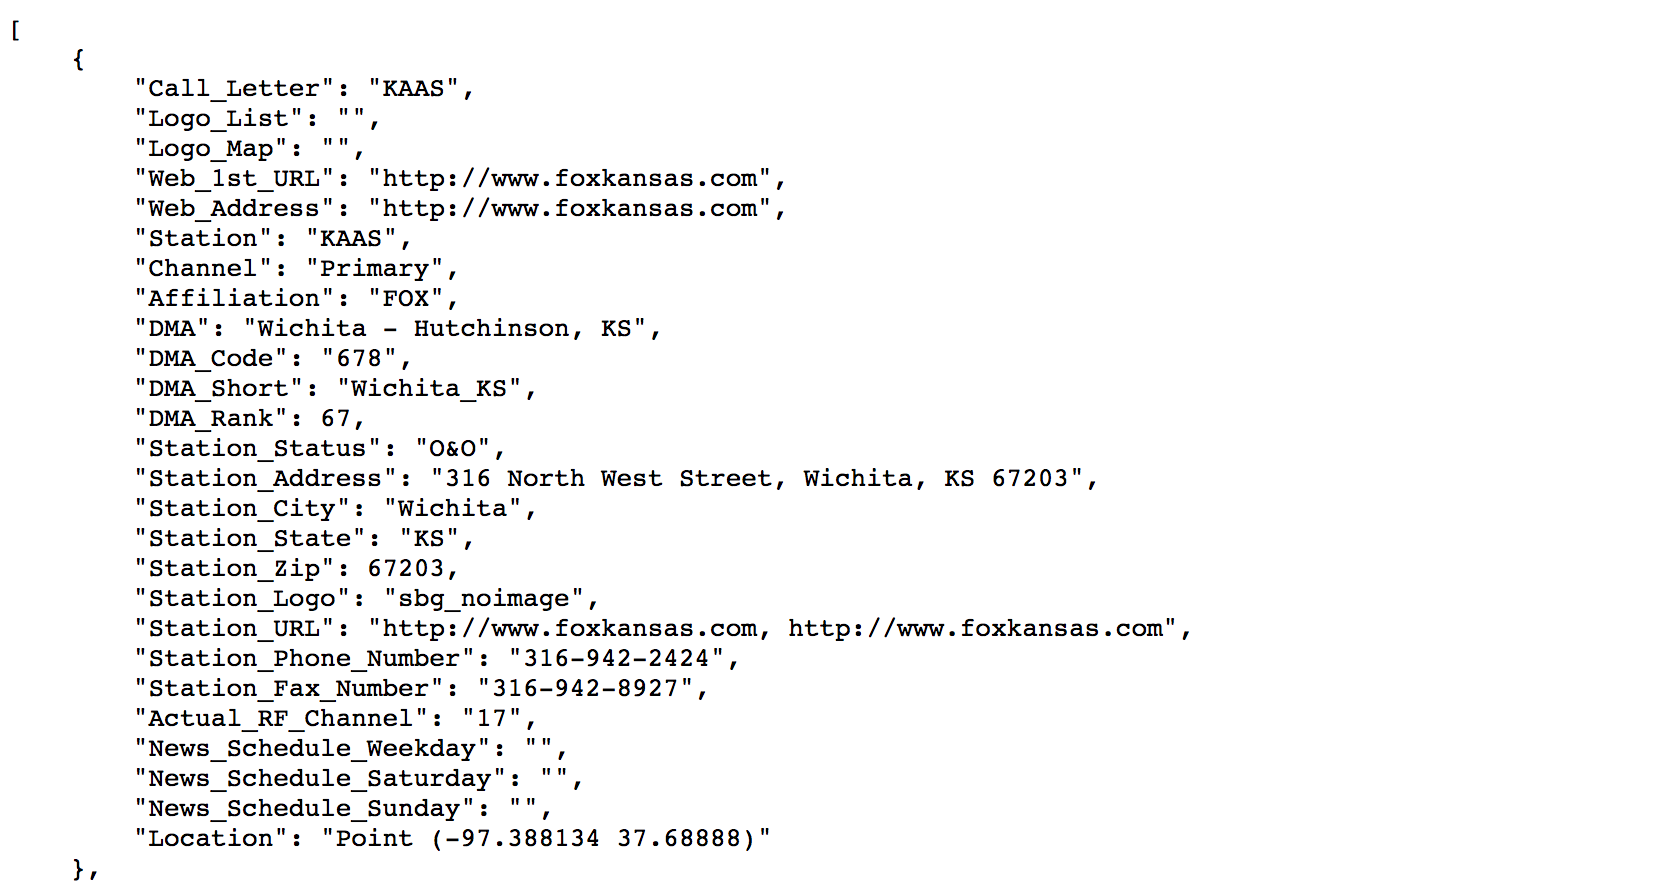 [
{
"Call_Letter": "KAAS",
"Logo_List": "",
"Logo_Map": "",
"Web_1st_URL": "http://www.foxkansas.com",
"Web_Address": "http://www.foxkansas.com",
"Station": "KAAS",
"Channel": "Primary",
"Affiliation": "FOX",
"DMA": "Wichita - Hutchinson, KS",
"DMA_Code": "678",
"DMA_Short": "Wichita_KS",
"DMA_Rank": 67,
"Station_Status": "O&O",
"Station_Address": "316 North West Street, Wichita, KS 67203",
"Station_City": "Wichita",
"Station_State": "KS",
"Station_Zip": 67203,
"Station_Logo": "sbg_noimage",
"Station_URL": "http://www.foxkansas.com, http://www.foxkansas.com",
"Station_Phone_Number": "316-942-2424",
"Station_Fax_Number": "316-942-8927",
"Actual_RF_Channel": "17",
"News_Schedule_Weekday": "",
"News_Schedule_Saturday": "",
"News_Schedule_Sunday": "",
"Location": "Point (-97.388134 37.68888)"
},